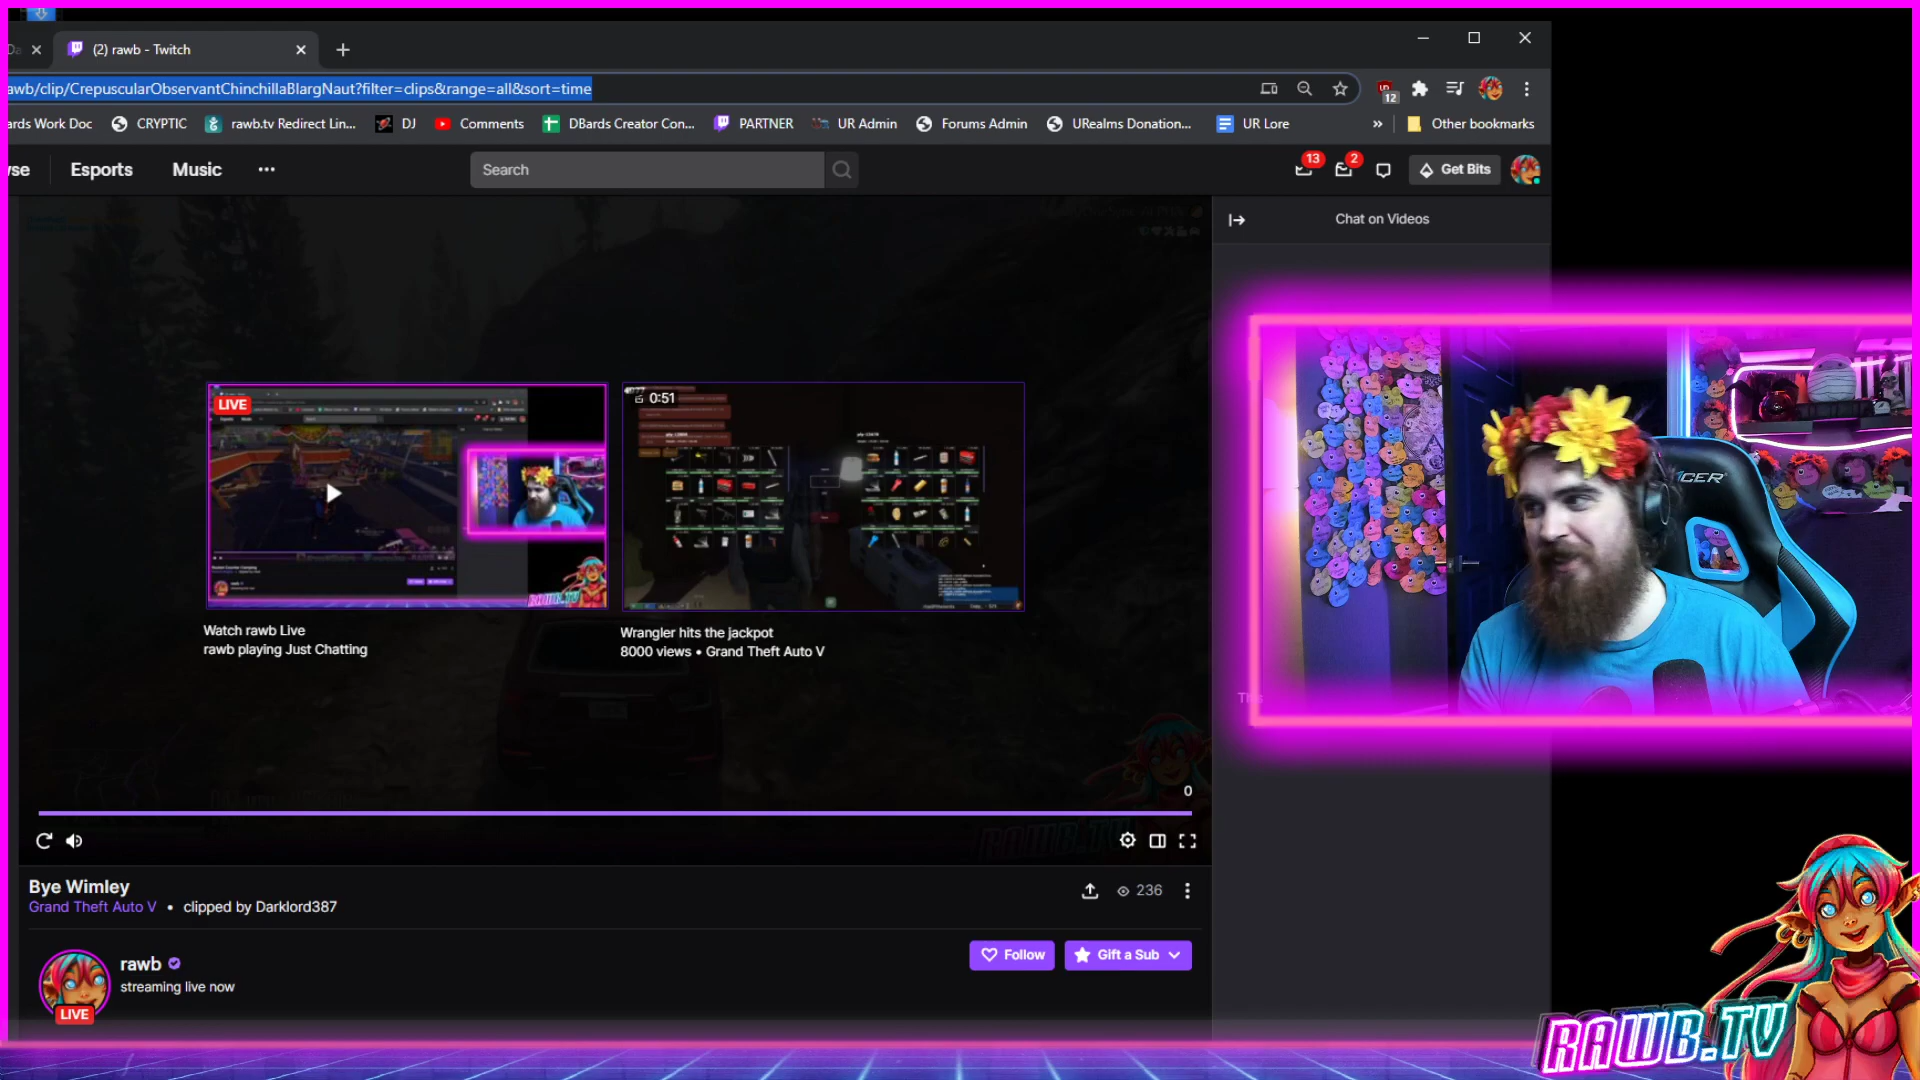 (2) rawb - Twitch
awb/clip/CrepuscularObservantChinchillaBlargNaut?filter=clips&range=all&sort=time
12
ards Work Doc
CRYPTIC
rawb.tv Redirect Lin...
DJ
Comments
DBards Creator Con...
PARTNER
UR Admin
Forums Admin
URealms Donation...
UR Lore
»
Other bookmarks
wse
Esports
Music
Search
13
2
Get Bits
Chat on Videos
LIVE
0:51
Watch rawb Live
rawb playing Just Chatting
Wrangler hits the jackpot
8000 views • Grand Theft Auto V
0
Bye Wimley
236
Grand Theft Auto V • clipped by Darklord387
rawb
streaming live now
LIVE
Follow
Gift a Sub
RAWB.TV